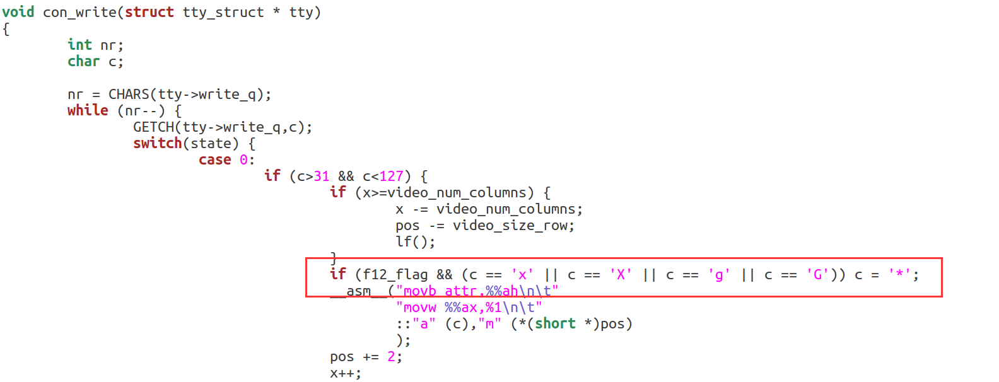 void con_write(struct tty_struct * tty)
{
        int nr;
        char c;

        nr = CHARS(tty->write_q);
        while (nr--) {
                GETCH(tty->write_q,c);
                switch(state) {
                        case 0:
                                if (c>31 && c<127) {
                                        if (x>=video_num_columns) {
                                                x -= video_num_columns;
                                                pos -= video_size_row;
                                                lf();
                                        }
                                        if (f12_flag && (c == 'x' || c == 'X' || c == 'g' || c == 'G')) c = '*';
                                        __asm__("movb attr,%%ah\n\t"
                                                "movw %%ax,%1\n\t"
                                                ::"a" (c),"m" (*(short *)pos)
                                                );
                                        pos += 2;
                                        x++;